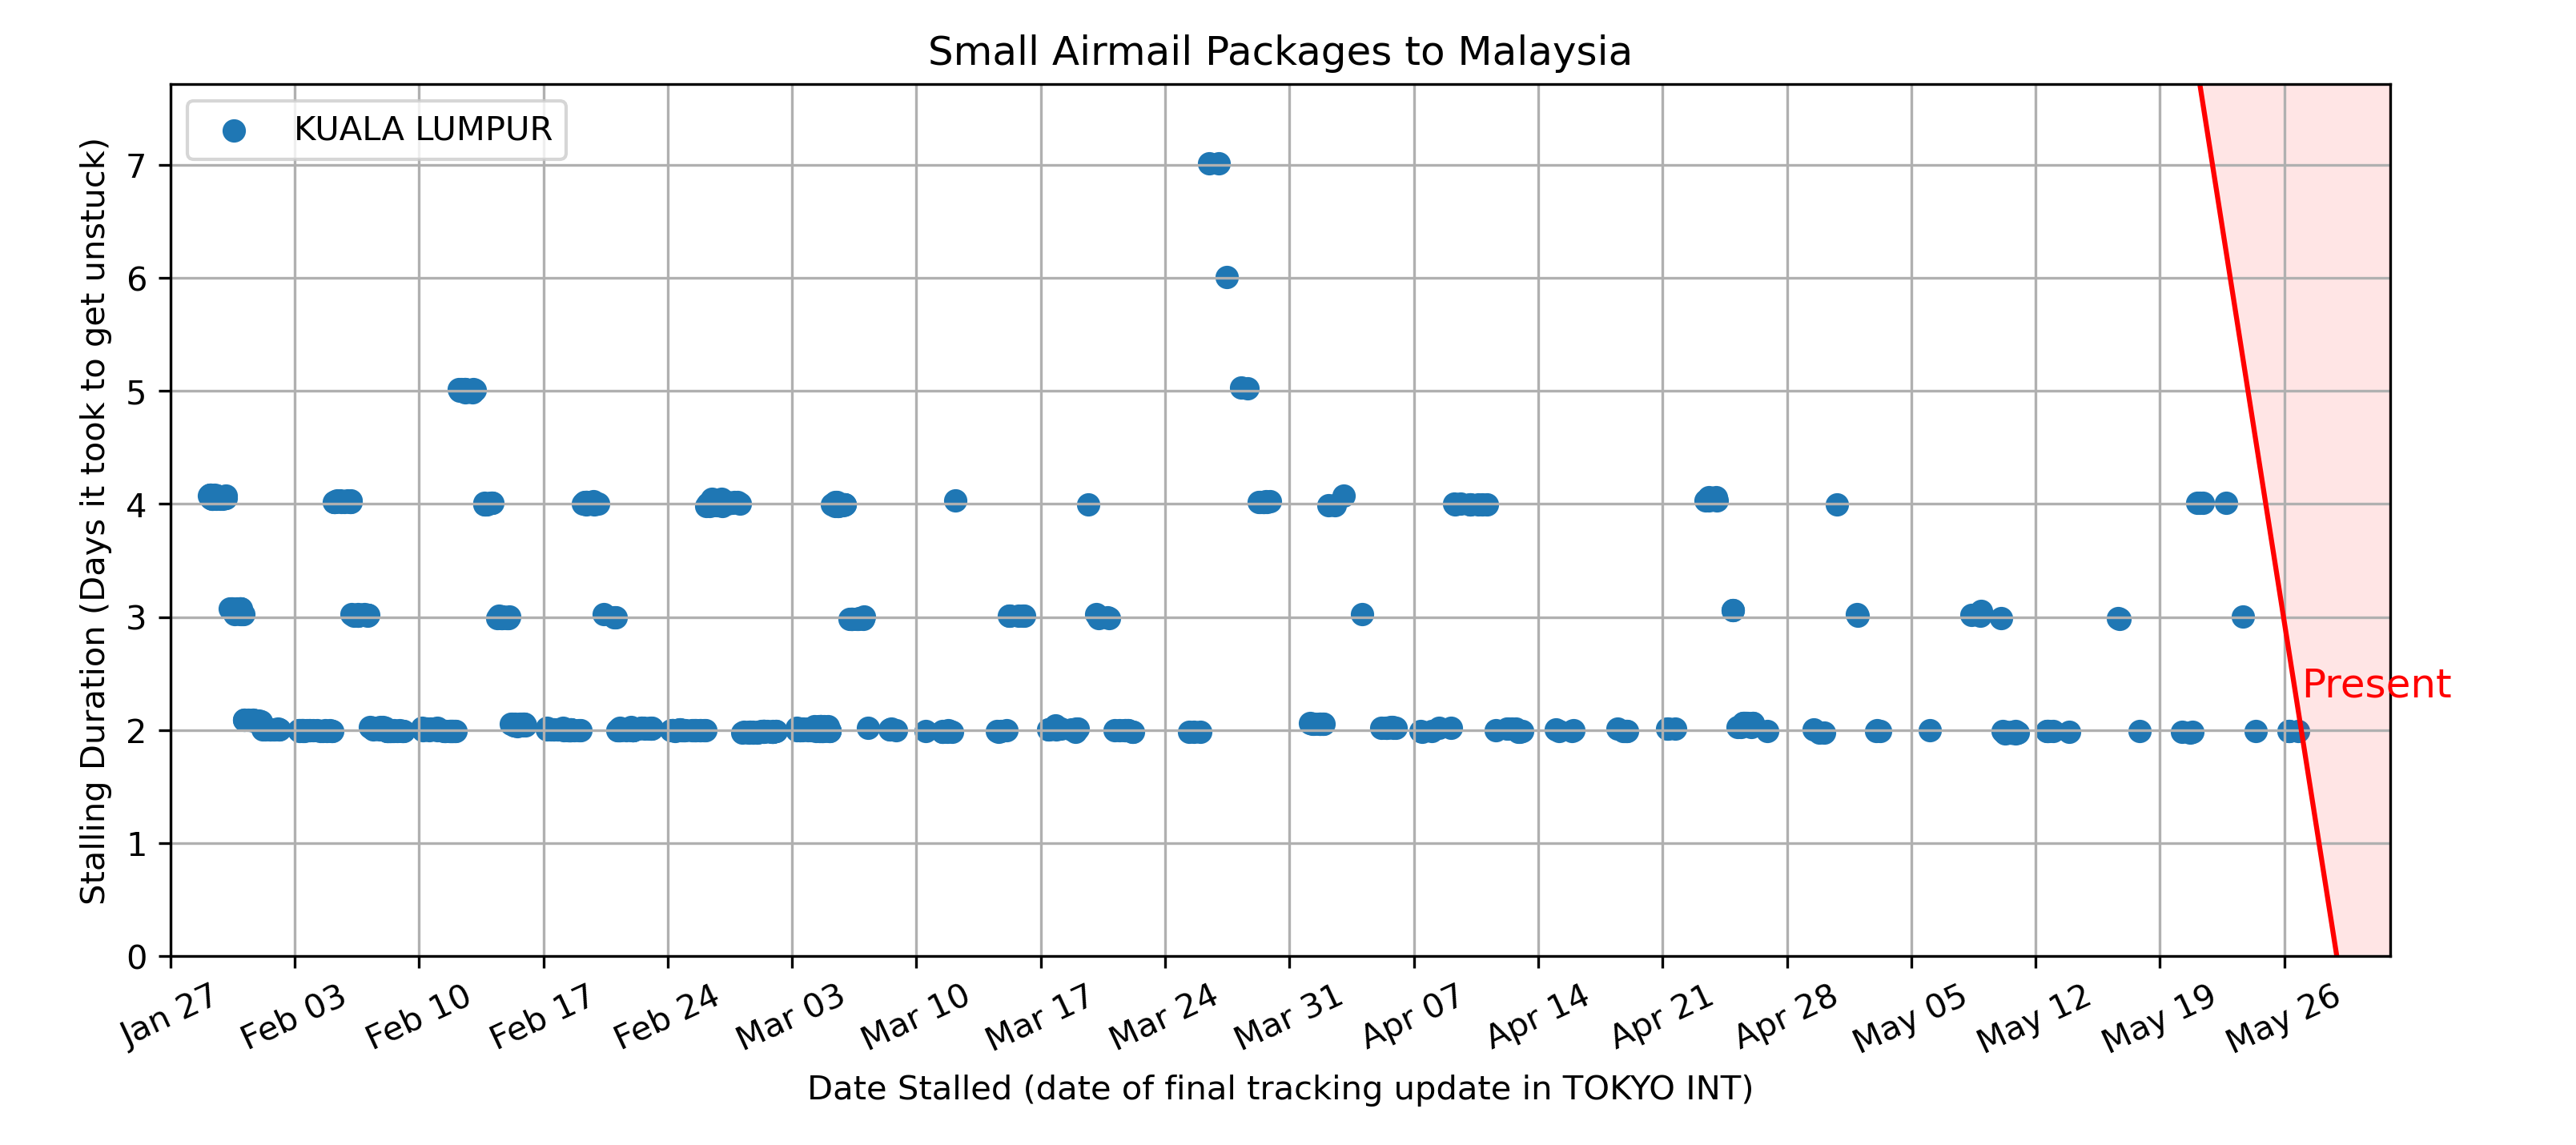 Small Airmail Packages to Malaysia
KUALA LUMPUR
Stalling Duration (Days it took to get unstuck)
7
6
5
4
3
2
1
0
Present
Jan 27
Feb 03
Feb 10
Feb 17
Feb 24
Mar 03
Mar 10
Mar 17
Mar 24
Mar 31
Apr 07
Apr 14
Apr 21
Apr 28
May 05
May 12
May 19
May 26
Date Stalled (date of final tracking update in TOKYO INT)